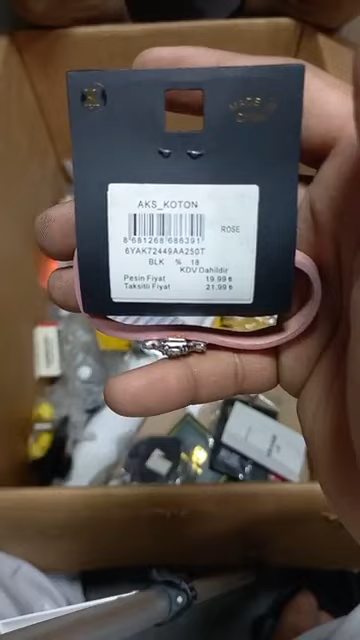 MADE IN
CHINA
AKS_KOTON
ROSE
8 681268 686391
6YAK72449AA250T
BLK % 18
KDV Dahildir
Peşin Fiyat 19.99 ₺
Taksitli Fiyat 21.99 ₺